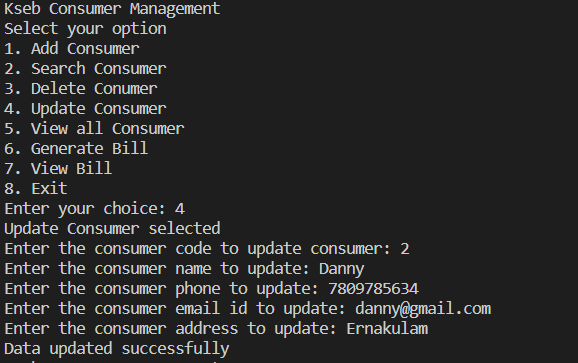 Kseb Consumer Management
Select your option
1. Add Consumer
2. Search Consumer
3. Delete Conumer
4. Update Consumer
5. View all Consumer
6. Generate Bill
7. View Bill
8. Exit
Enter your choice: 4
Update Consumer selected
Enter the consumer code to update consumer: 2
Enter the consumer name to update: Danny
Enter the consumer phone to update: 7809785634
Enter the consumer email id to update: danny@gmail.com
Enter the consumer address to update: Ernakulam
Data updated successfully